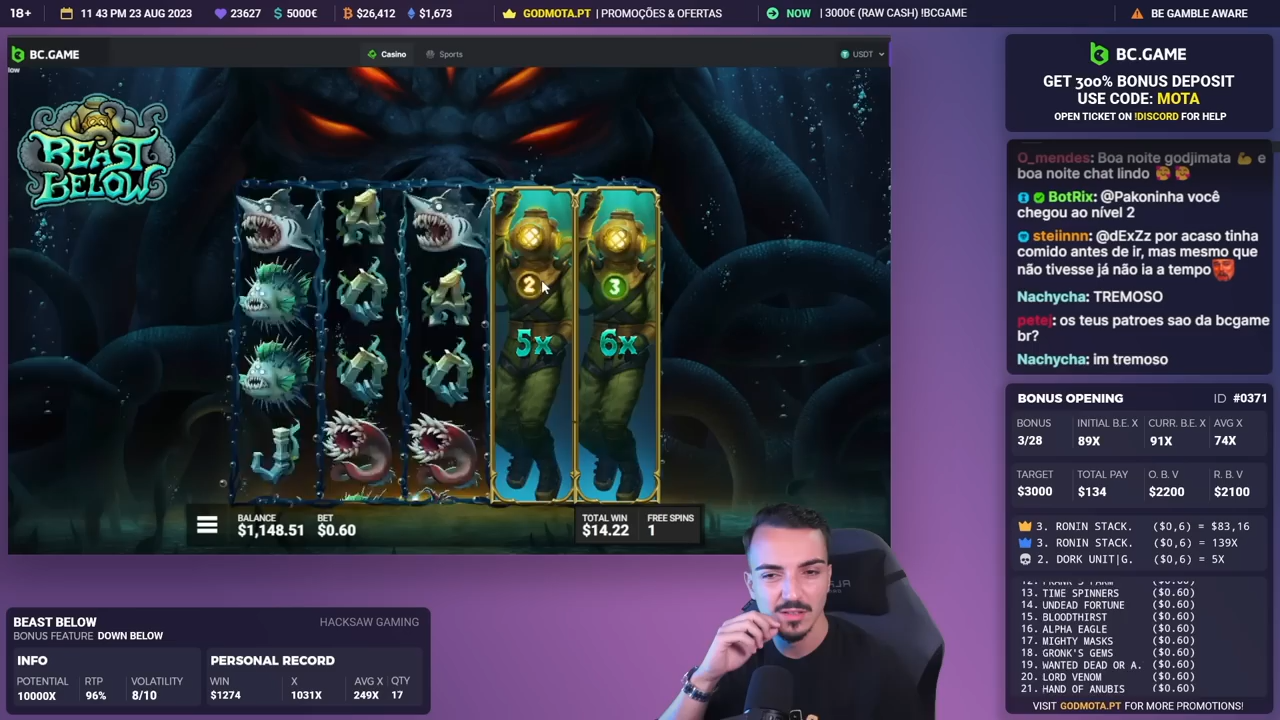 18+
11 43 PM 23 AUG 2023
23627
5000€
$26,412
$1,673
GODMOTA.PT | PROMOÇÕES & OFERTAS
NOW | 3000€ (RAW CASH) !BCGAME
BE GAMBLE AWARE
BC.GAME
Casino
Sports
USDT
low
BEAST
BELOW
2
3
5x
6x
A
J
BALANCE
$1,148.51
BET
$0.60
TOTAL WIN
$14.22
FREE SPINS
1
BC.GAME
GET 300% BONUS DEPOSIT
USE CODE: MOTA
OPEN TICKET ON !DISCORD FOR HELP
O_mendes: Boa noite godjimata e
boa noite chat lindo
BotRix: @Pakoninha você
chegou ao nível 2
steiinnn: @dExZz por acaso tinha
comido antes de ir, mas mesmo que
não tivesse já não ia a tempo
Nachycha: TREMOSO
petej: os teus patroes sao da bcgame
br?
Nachycha: im tremoso
BONUS OPENING
ID #0371
BONUS INITIAL B.E. X CURR. B.E. X AVG X
3/28 89X 91X 74X
TARGET TOTAL PAY O. B. V R. B. V
$3000 $134 $2200 $2100
3. RONIN STACK. ($0,6) = $83,16
3. RONIN STACK. ($0,6) = 139X
2. DORK UNIT|G. ($0,6) = 5X
12. FRANK'S FARM ($0.60)
13. TIME SPINNERS ($0.60)
14. UNDEAD FORTUNE ($0.60)
15. BLOODTHIRST ($0.60)
16. ALPHA EAGLE ($0.60)
17. MIGHTY MASKS ($0.60)
18. GRONK'S GEMS ($0.60)
19. WANTED DEAD OR A. ($0.60)
20. LORD VENOM ($0.60)
21. HAND OF ANUBIS ($0.60)
VISIT GODMOTA.PT FOR MORE PROMOTIONS!
BEAST BELOW
HACKSAW GAMING
BONUS FEATURE DOWN BELOW
INFO
POTENTIAL RTP VOLATILITY
10000X 96% 8/10
PERSONAL RECORD
WIN X AVG X QTY
$1274 1031X 249X 17